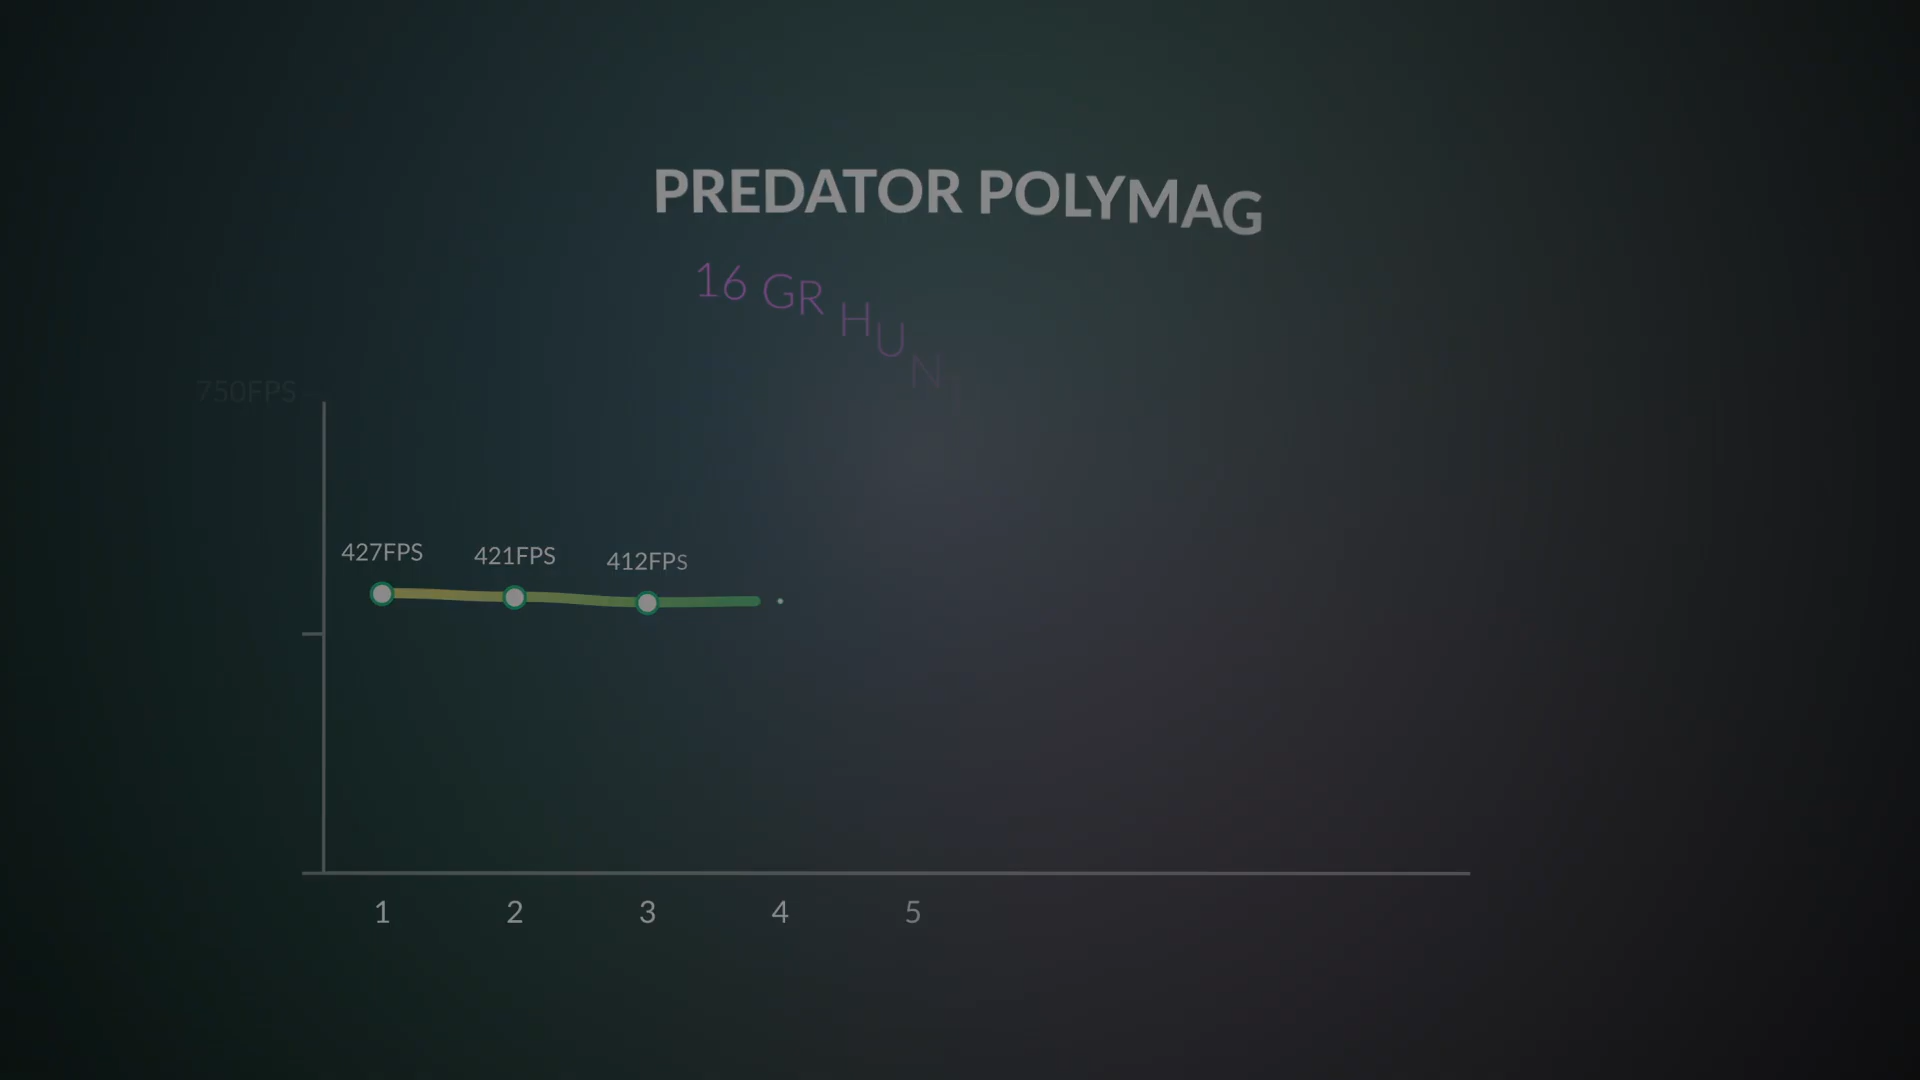 PREDATOR POLYMAG
16 GR HUN
750FPS
427FPS 421FPS 412FPS
1 2 3 4 5